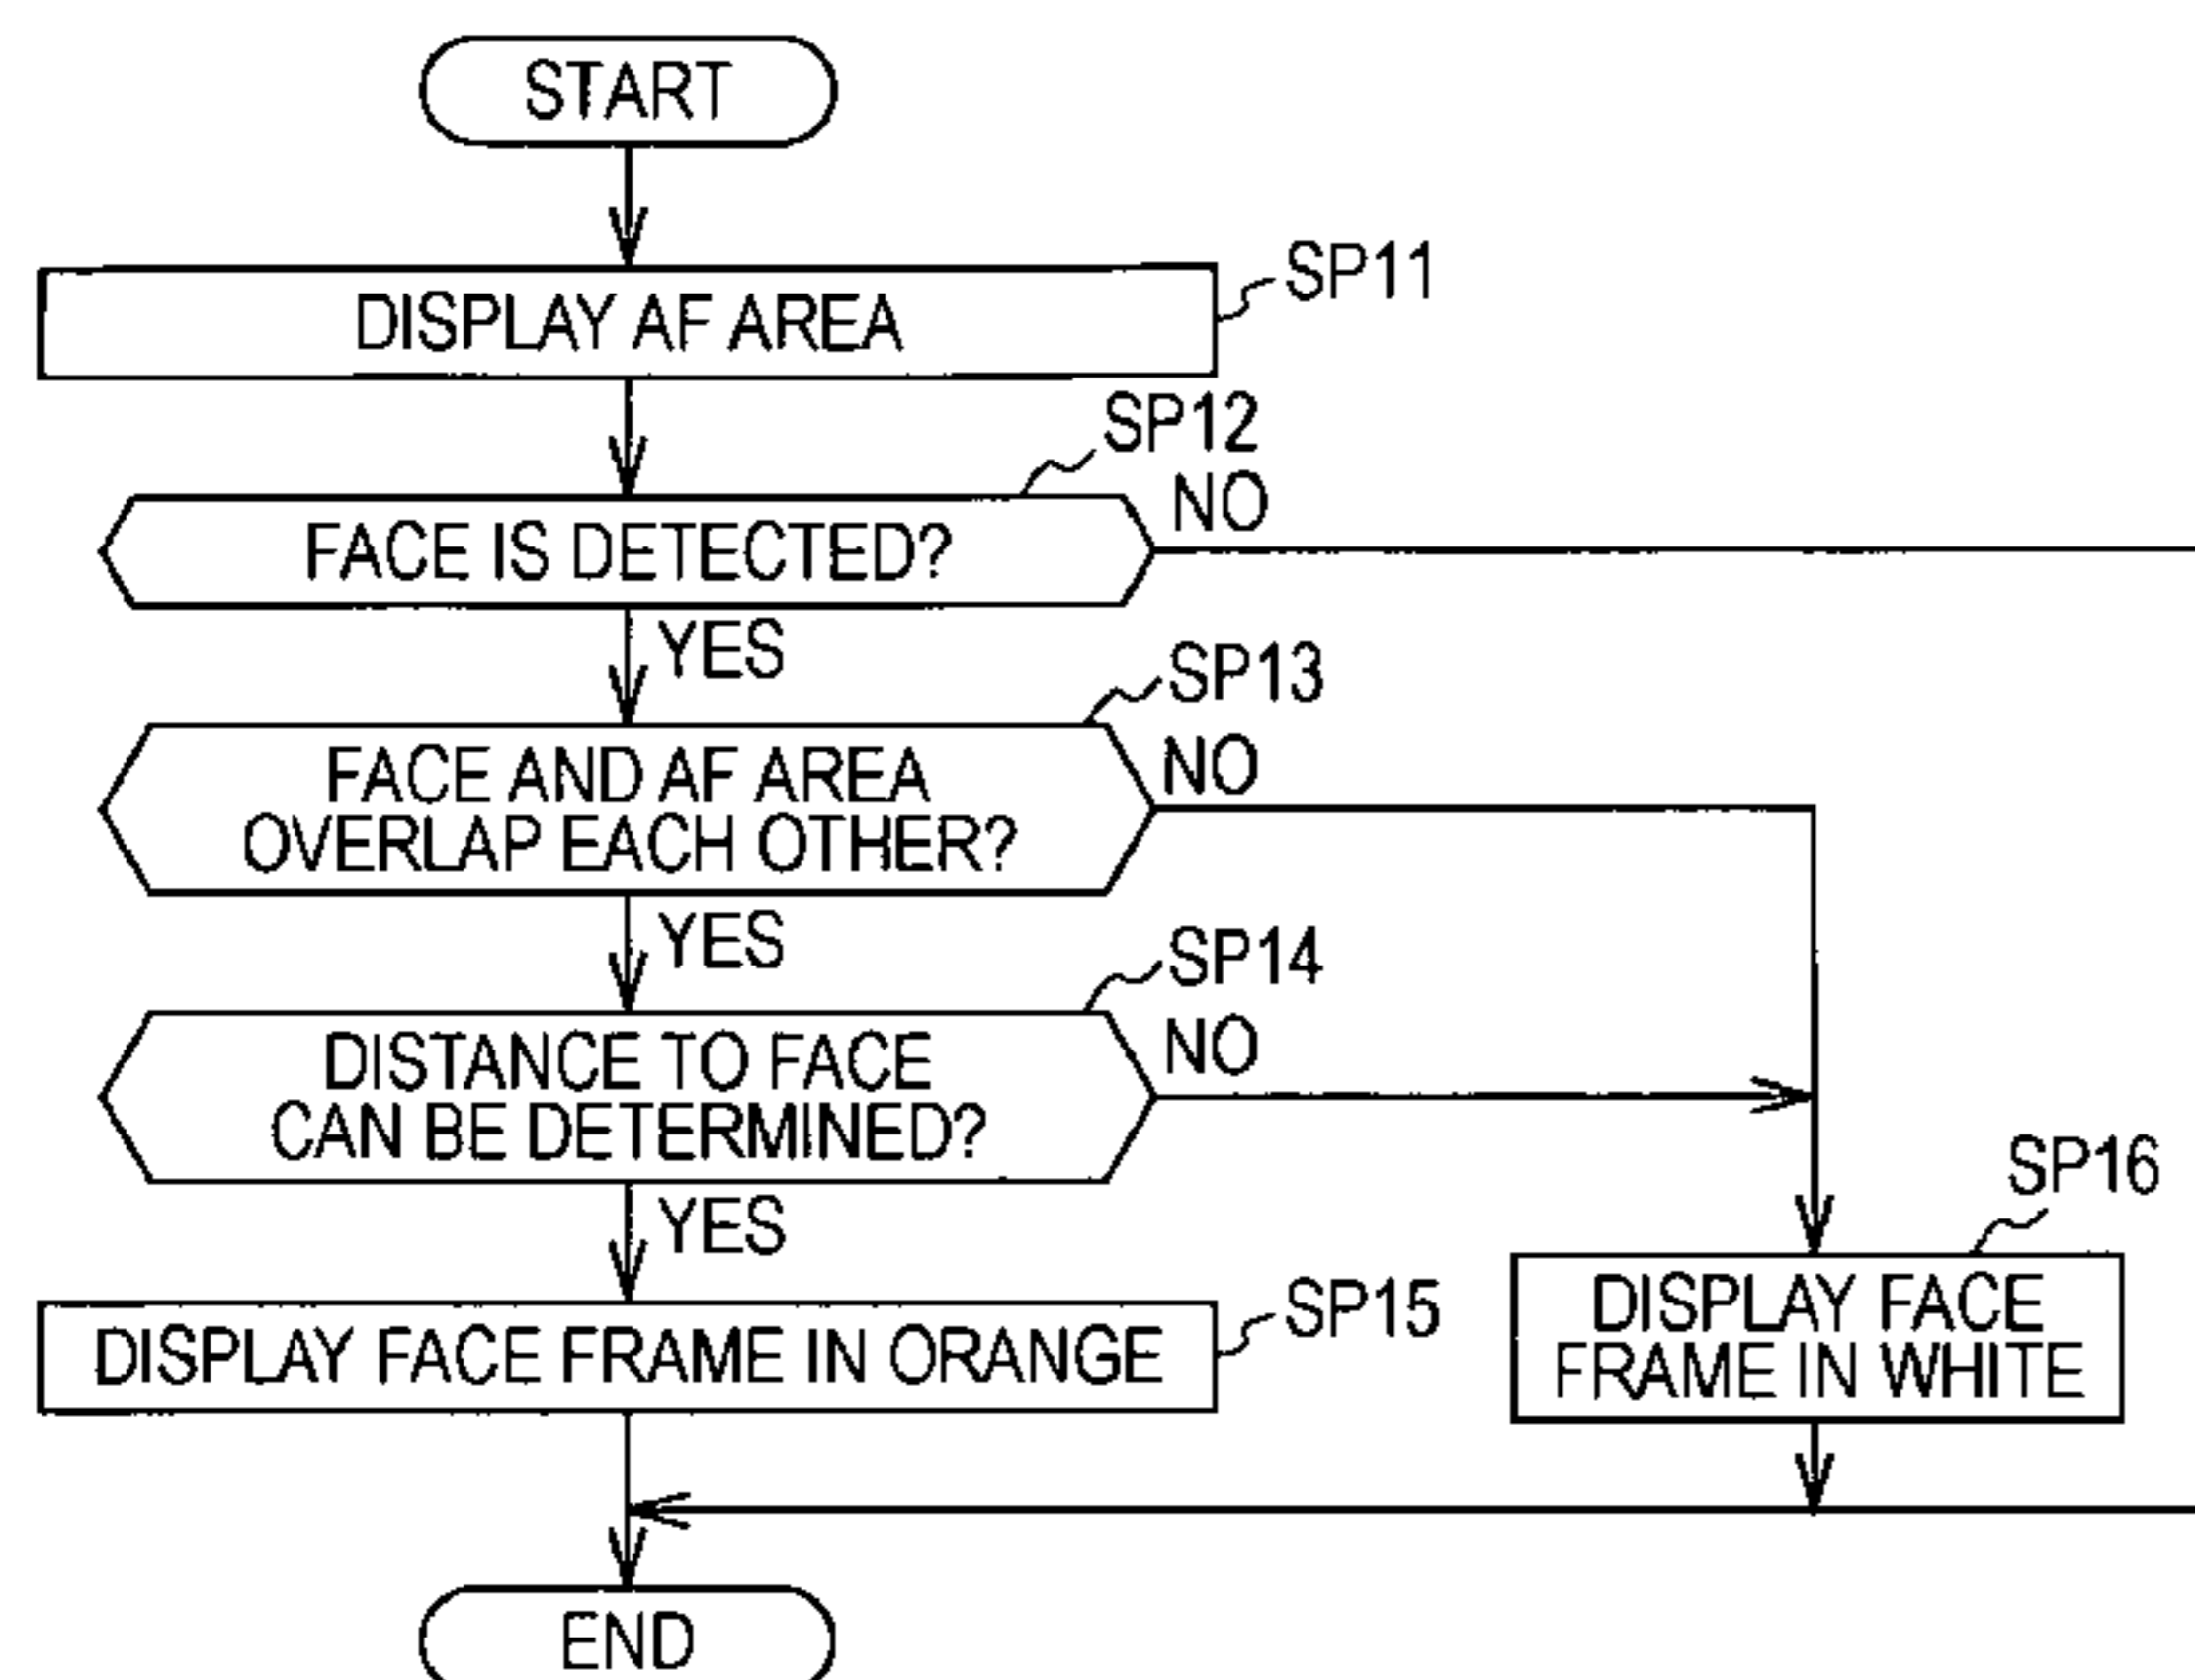 START
DISPLAY AF AREA
SP11
SP12
FACE IS DETECTED?
NO
YES
SP13
FACE AND AF AREA
OVERLAP EACH OTHER?
NO
YES
SP14
DISTANCE TO FACE
CAN BE DETERMINED?
NO
YES
SP15
DISPLAY FACE FRAME IN ORANGE
SP16
DISPLAY FACE
FRAME IN WHITE
END